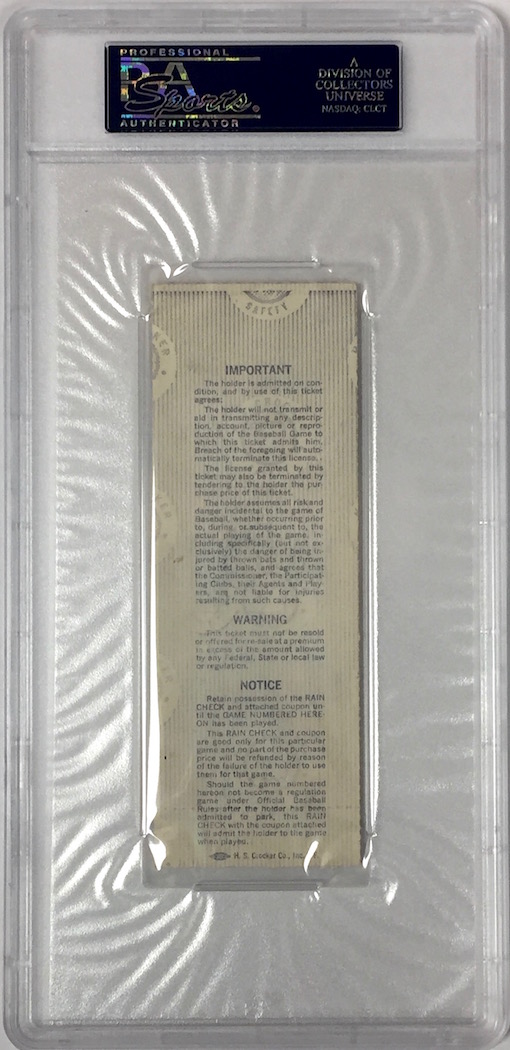 PROFESSIONAL
PSA
Sports
AUTHENTICATOR
A
DIVISION OF
COLLECTORS
UNIVERSE
NASDAQ: CLCT
SAFETY
IMPORTANT
The holder is admitted on con-
dition, and by use of this ticket
agrees:
The holder will not transmit or
aid in transmitting any descrip-
tion, account, picture or repro-
duction of the Baseball Game to
which this ticket admits him.
Breach of the foregoing will auto-
matically terminate this license.
The license granted by this
ticket may also be terminated by
tendering to the holder the pur-
chase price of this ticket.
The holder assumes all risk and
danger incidental to the game of
Baseball, whether occurring prior
to, during, or subsequent to, the
actual playing of the game, in-
cluding specifically (but not ex-
clusively) the danger of being in-
jured by thrown bats and thrown
or batted balls, and agrees that
the Commissioner, the Participat-
ing Clubs, their Agents and Play-
ers, are not liable for injuries
resulting from such causes.
WARNING
This ticket must not be resold
or offered for resale at a premium
in excess of the amount allowed
by any Federal, State or local law
or regulation.
NOTICE
Retain possession of the RAIN
CHECK and attached coupon un-
til the GAME NUMBERED HERE-
ON has been played.
This RAIN CHECK and coupon
are good only for this particular
game and no part of the purchase
price will be refunded by reason
of the failure of the holder to use
them for that game.
Should the game numbered
hereon not become a regulation
game under Official Baseball
Rules after the holder has been
admitted to park, this RAIN
CHECK with the coupon attached
will admit the holder to the game
when played.
H. S. Crocker Co., Inc.